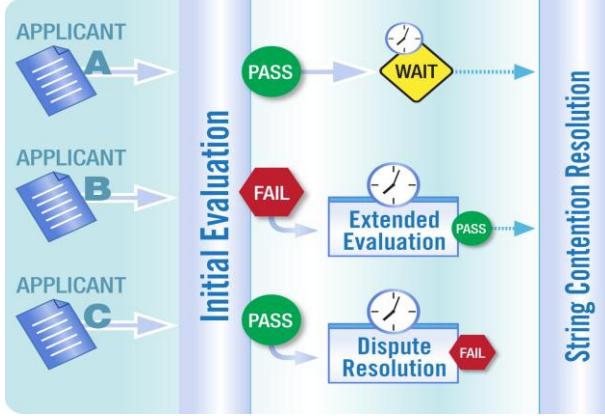 APPLICANT
A
PASS
WAIT
APPLICANT
B
FAIL
Extended
Evaluation
PASS
APPLICANT
C
PASS
Dispute
Resolution
FAIL
Initial Evaluation
String Contention Resolution